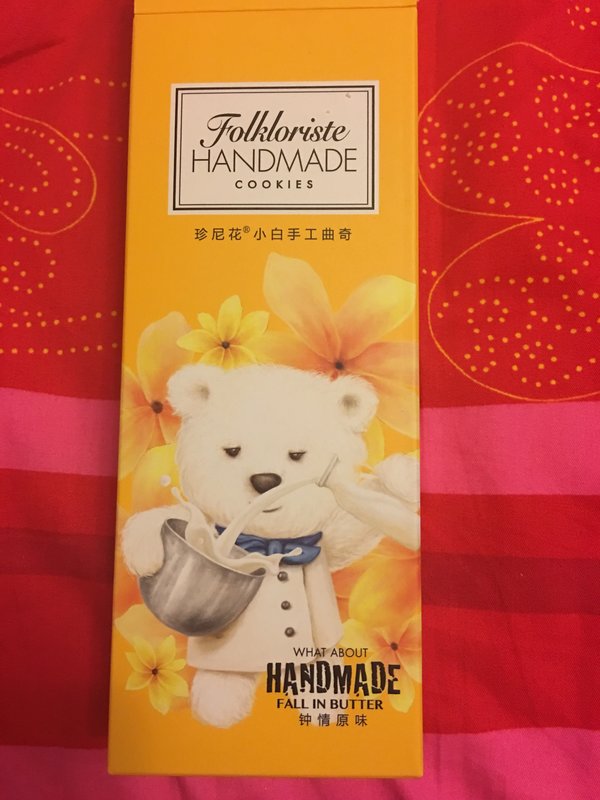 Folkloriste
HANDMADE
COOKIES
珍尼花®小白手工曲奇
WHAT ABOUT
HANDMADE
FALL IN BUTTER
钟情原味